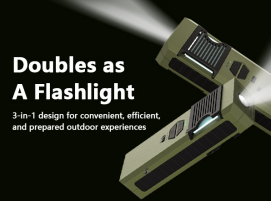 Doubles as
A Flashlight
3-in-1 design for convenient, efficient,
and prepared outdoor experiences